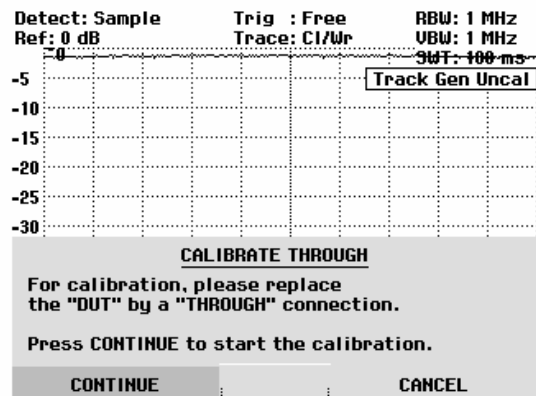 Detect: Sample Trig : Free RBW: 1 MHz
Ref: 0 dB Trace: Cl/Wr VBW: 1 MHz
0 SWT: 100 ms
-5 Track Gen Uncal
-10
-15
-20
-25
-30
CALIBRATE THROUGH
For calibration, please replace
the "DUT" by a "THROUGH" connection.
Press CONTINUE to start the calibration.
CONTINUE CANCEL